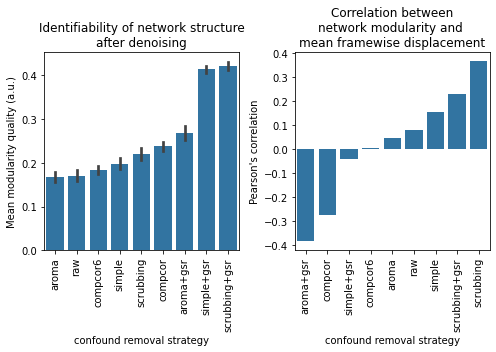 Identifiability of network structure
after denoising
Mean modularity quality (a.u.)
0.4
0.3
0.2
0.1
0.0
aroma
raw
compcor6
simple
scrubbing
compcor
aroma+gsr
simple+gsr
scrubbing+gsr
confound removal strategy
Correlation between
network modularity and
mean framewise displacement
Pearson's correlation
0.4
0.3
0.2
0.1
0.0
−0.1
−0.2
−0.3
−0.4
aroma+gsr
compcor
simple+gsr
compcor6
aroma
raw
simple
scrubbing+gsr
scrubbing
confound removal strategy